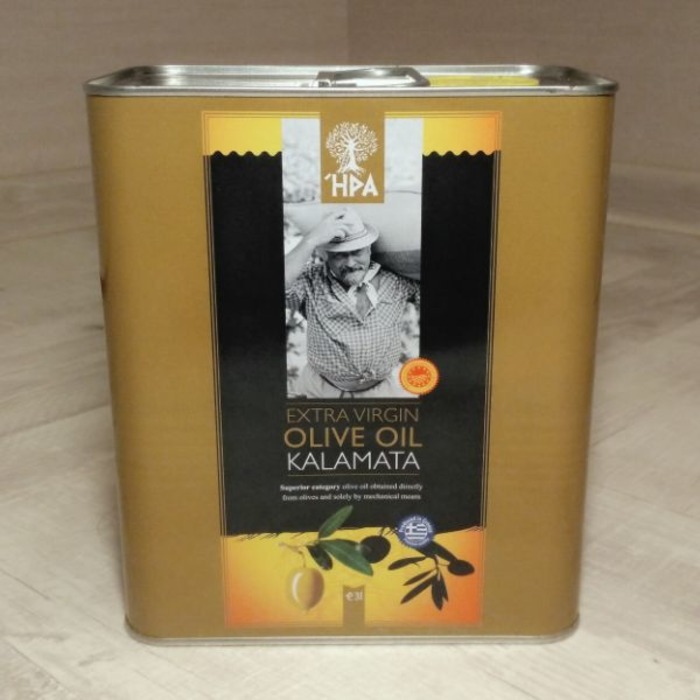 ΉΡΑ
EXTRA VIRGIN
OLIVE OIL
KALAMATA
Superior category olive oil obtained directly
from olives and solely by mechanical means
℮ 3l